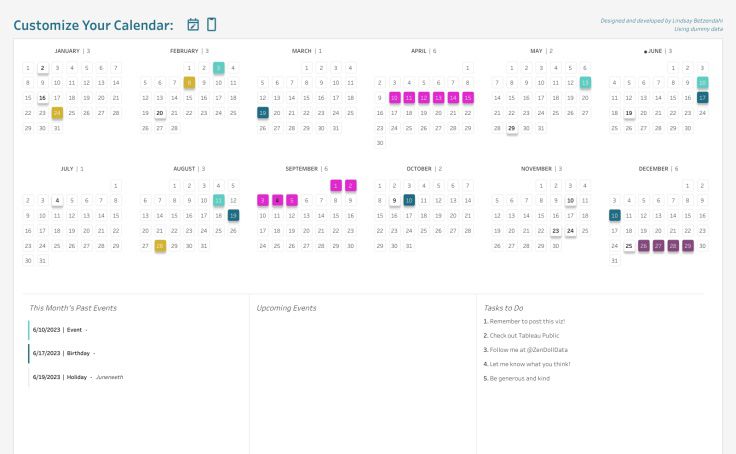 Customize Your Calendar:
Designed and developed by Lindsay Betzendahl
Using dummy data
JANUARY | 3
1 2 3 4 5 6 7
8 9 10 11 12 13 14
15 16 17 18 19 20 21
22 23 24 25 26 27 28
29 30 31
FEBRUARY | 3
1 2 3 4
5 6 7 8 9 10 11
12 13 14 15 16 17 18
19 20 21 22 23 24 25
26 27 28
MARCH | 1
1 2 3 4
5 6 7 8 9 10 11
12 13 14 15 16 17 18
19 20 21 22 23 24 25
26 27 28 29 30 31
APRIL | 6
1
2 3 4 5 6 7 8
9 10 11 12 13 14 15
16 17 18 19 20 21 22
23 24 25 26 27 28 29
30
MAY | 2
1 2 3 4 5 6
7 8 9 10 11 12 13
14 15 16 17 18 19 20
21 22 23 24 25 26 27
28 29 30 31
●JUNE | 3
1 2 3
4 5 6 7 8 9 10
11 12 13 14 15 16 17
18 19 20 21 22 23 24
25 26 27 28 29 30
JULY | 1
1
2 3 4 5 6 7 8
9 10 11 12 13 14 15
16 17 18 19 20 21 22
23 24 25 26 27 28 29
30 31
AUGUST | 3
1 2 3 4 5
6 7 8 9 10 11 12
13 14 15 16 17 18 19
20 21 22 23 24 25 26
27 28 29 30 31
SEPTEMBER | 6
1 2
3 4 5 6 7 8 9
10 11 12 13 14 15 16
17 18 19 20 21 22 23
24 25 26 27 28 29 30
OCTOBER | 2
1 2 3 4 5 6 7
8 9 10 11 12 13 14
15 16 17 18 19 20 21
22 23 24 25 26 27 28
29 30 31
NOVEMBER | 3
1 2 3 4
5 6 7 8 9 10 11
12 13 14 15 16 17 18
19 20 21 22 23 24 25
26 27 28 29 30
DECEMBER | 6
1 2
3 4 5 6 7 8 9
10 11 12 13 14 15 16
17 18 19 20 21 22 23
24 25 26 27 28 29 30
31
This Month's Past Events
6/10/2023 | Event -
6/17/2023 | Birthday -
6/19/2023 | Holiday - Juneneeth
Upcoming Events
Tasks to Do
1. Remember to post this viz!
2. Check out Tableau Public
3. Follow me at @ZenDollData
4. Let me know what you think!
5. Be generous and kind